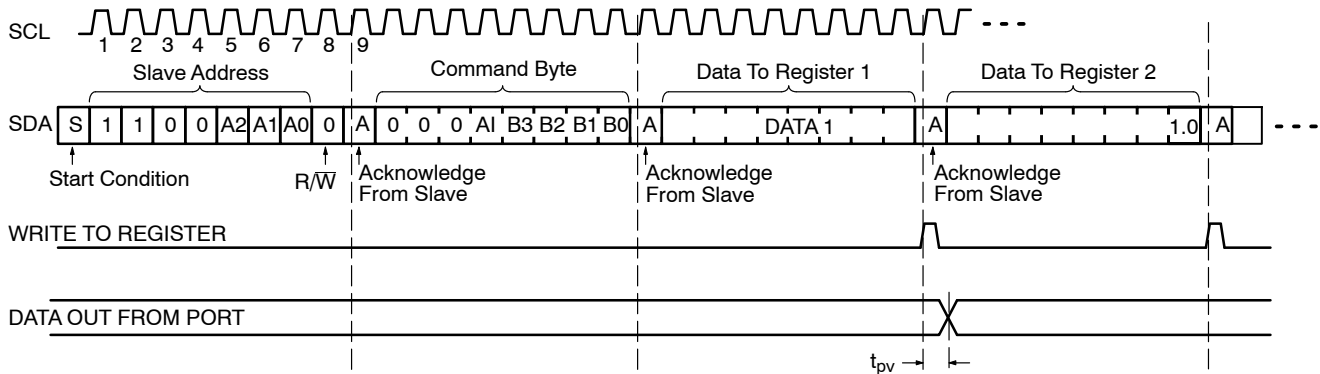 SCL
1 2 3 4 5 6 7 8 9
Slave Address Command Byte Data To Register 1 Data To Register 2
SDA S 1 1 0 0 A2 A1 A0 0 A 0 0 0 AI B3 B2 B1 B0 A DATA 1 A 1.0 A
Start Condition R/W̅ Acknowledge From Slave Acknowledge From Slave Acknowledge From Slave
WRITE TO REGISTER
DATA OUT FROM PORT
tpv